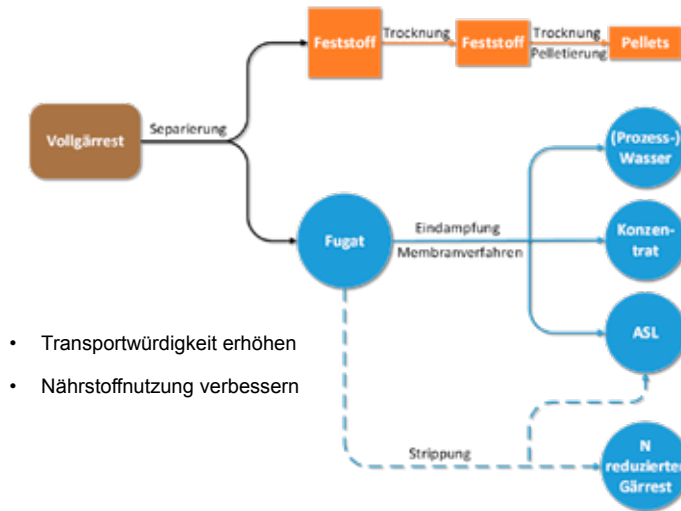 Feststoff
Trocknung
Feststoff
Trocknung
Pelletierung
Pellets
Vollgärrest
Separierung
(Prozess-)
Wasser
Fugat
Eindampfung
Membranverfahren
Konzen-
trat
ASL
• Transportwürdigkeit erhöhen
• Nährstoffnutzung verbessern
Strippung
N
reduzierter
Gärrest